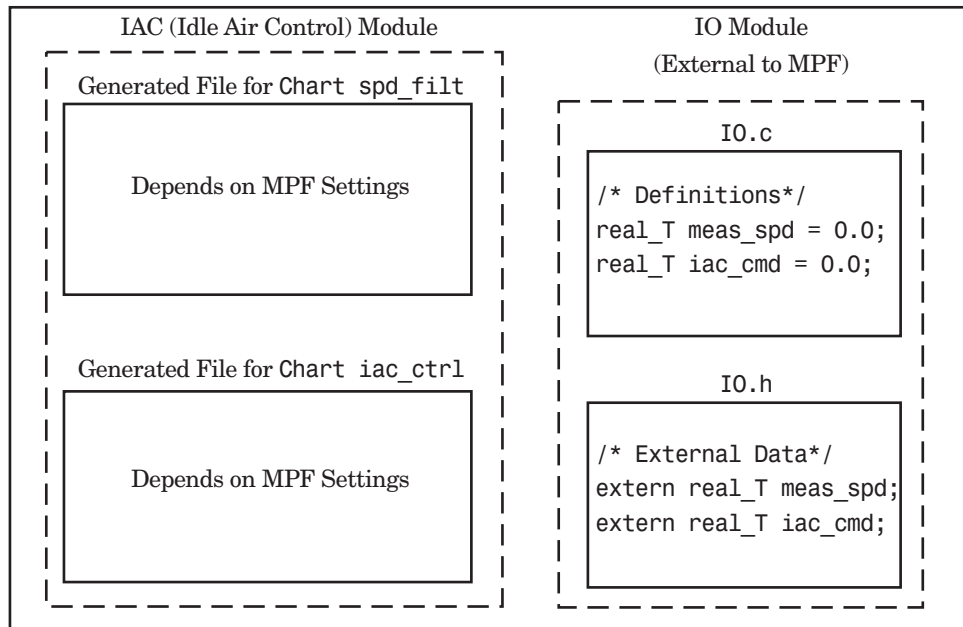 IAC (Idle Air Control) Module
Generated File for Chart spd_filt
Depends on MPF Settings
Generated File for Chart iac_ctrl
Depends on MPF Settings
IO Module
(External to MPF)
IO.c
/* Definitions*/
real_T meas_spd = 0.0;
real_T iac_cmd = 0.0;
IO.h
/* External Data*/
extern real_T meas_spd;
extern real_T iac_cmd;